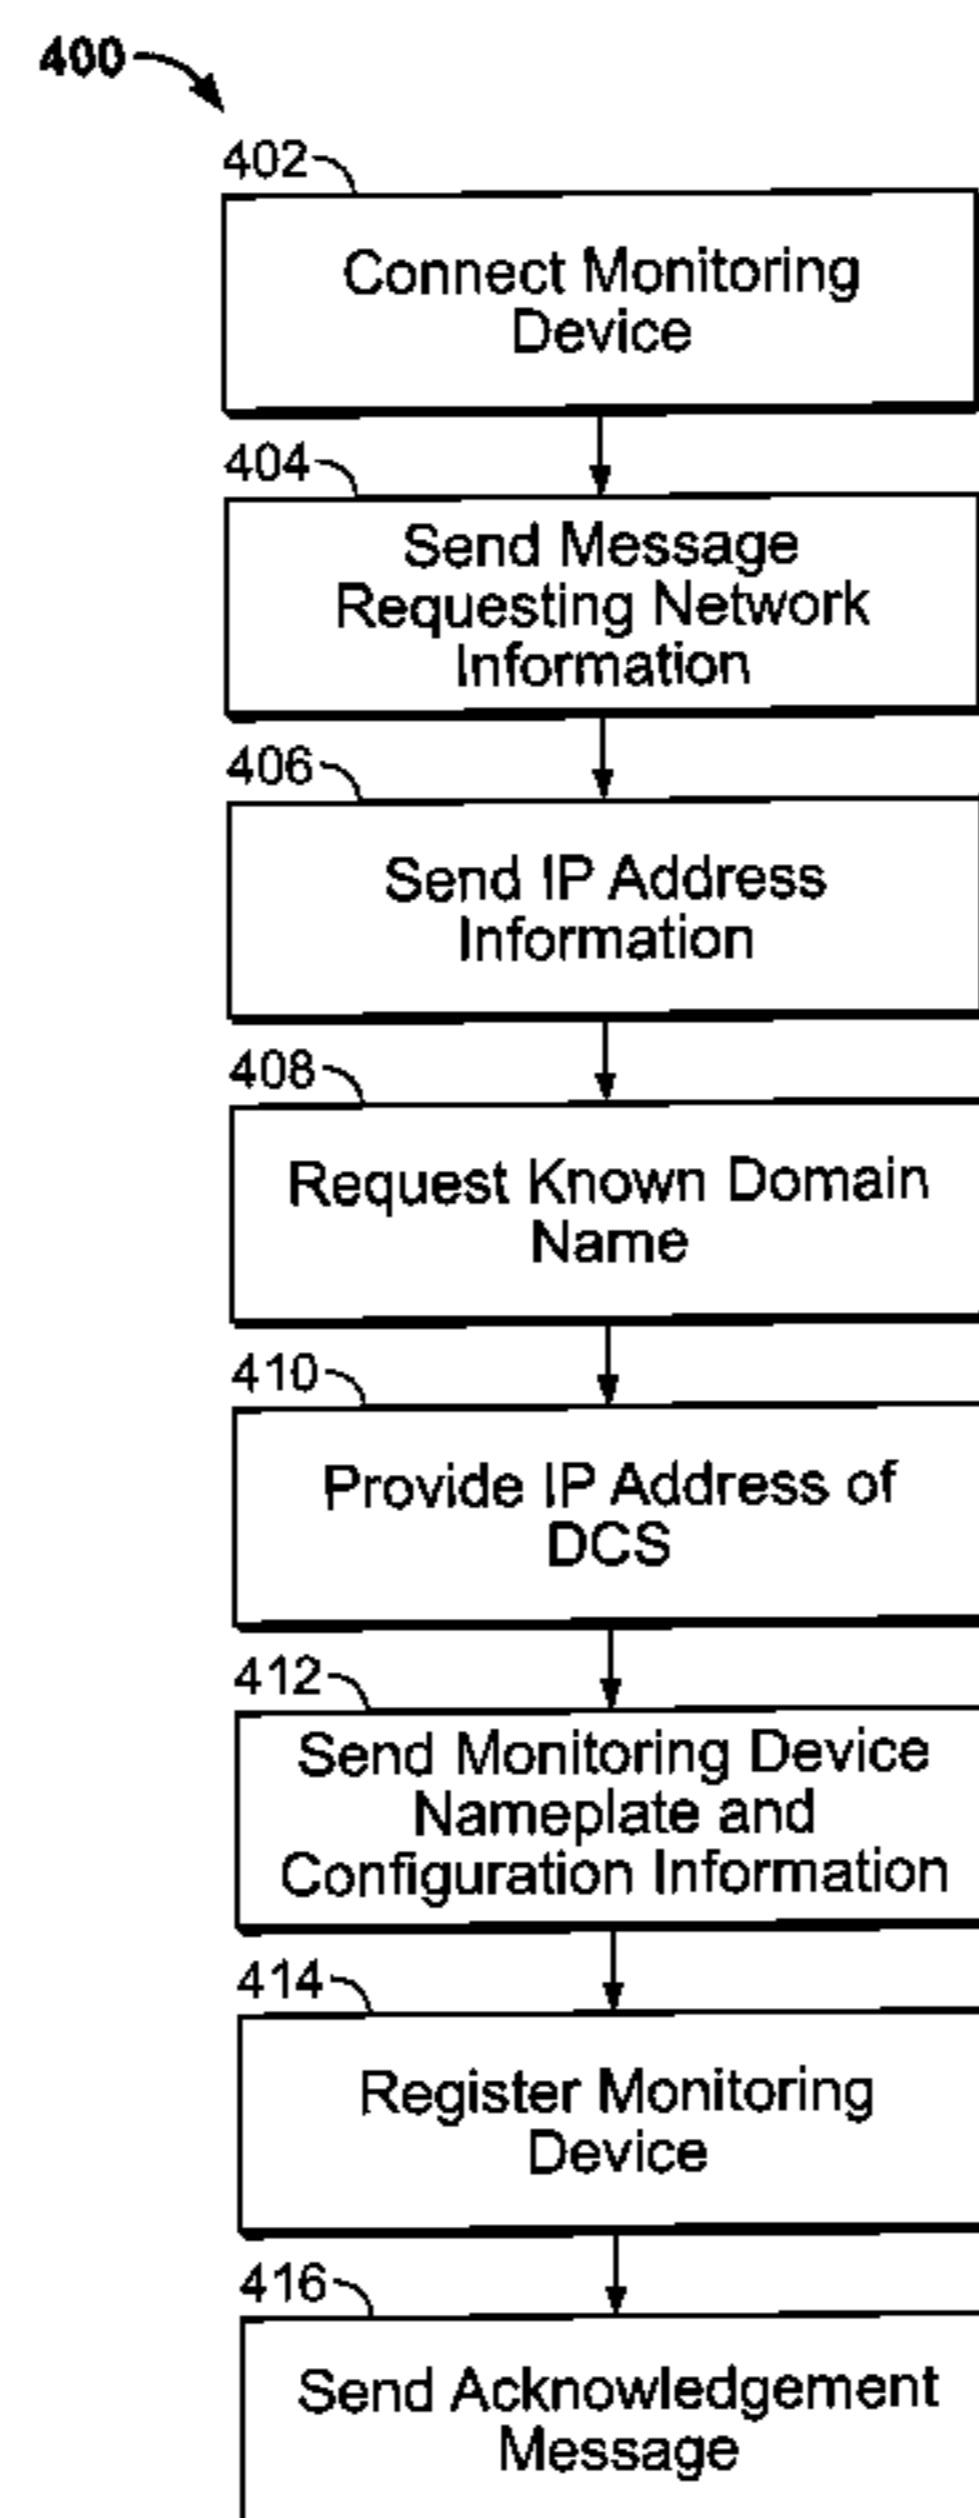 400
402
Connect Monitoring
Device
404
Send Message
Requesting Network
Information
406
Send IP Address
Information
408
Request Known Domain
Name
410
Provide IP Address of
DCS
412
Send Monitoring Device
Nameplate and
Configuration Information
414
Register Monitoring
Device
416
Send Acknowledgement
Message